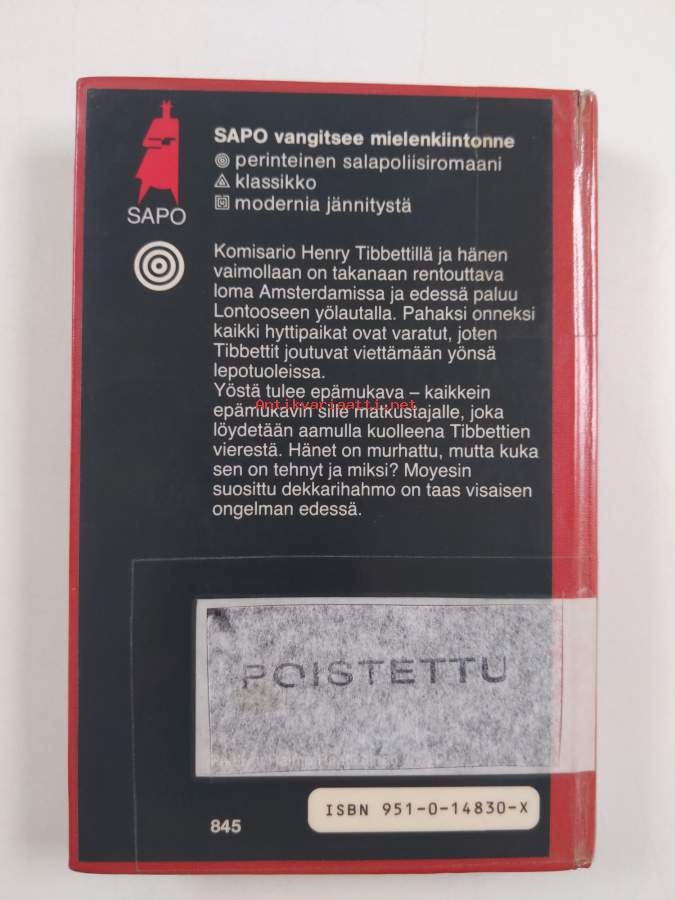 SAPO vangitsee mielenkiintonne
perinteinen salapoliisiromaani
klassikko
modernia jännitystä
SAPO
Komisario Henry Tibbettillä ja hänen
vaimollaan on takanaan rentouttava
loma Amsterdamissa ja edessä paluu
Lontooseen yölautalla. Pahaksi onneksi
kaikki hyttipaikat ovat varatut, joten
Tibbettit joutuvat viettämään yönsä
lepotuoleissa.
Yöstä tulee epämukava – kaikkein
Antikvariaatti.net
epämukavin sille matkustajalle, joka
löydetään aamulla kuolleena Tibbettien
vierestä. Hänet on murhattu, mutta kuka
sen on tehnyt ja miksi? Moyesin
suosittu dekkarihahmo on taas visaisen
ongelman edessä.
POISTETTU
ISBN 951-0-14830-X
845